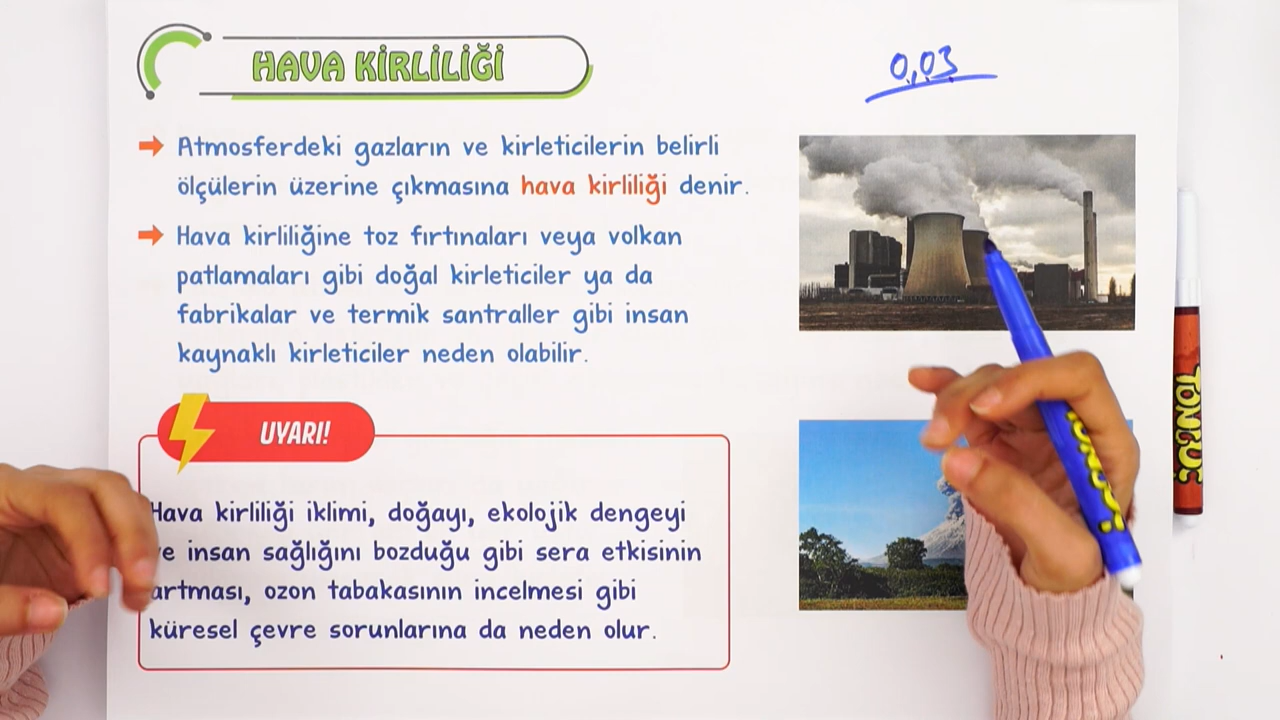 HAVA KİRLİLİĞİ
0,03
Atmosferdeki gazların ve kirleticilerin belirli
ölçülerin üzerine çıkmasına hava kirliliği denir.
Hava kirliliğine toz fırtınaları veya volkan
patlamaları gibi doğal kirleticiler ya da
fabrikalar ve termik santraller gibi insan
kaynaklı kirleticiler neden olabilir.
UYARI!
Hava kirliliği iklimi, doğayı, ekolojik dengeyi
ve insan sağlığını bozduğu gibi sera etkisinin
artması, ozon tabakasının incelmesi gibi
küresel çevre sorunlarına da neden olur.
TONGUÇ
TONGUÇ